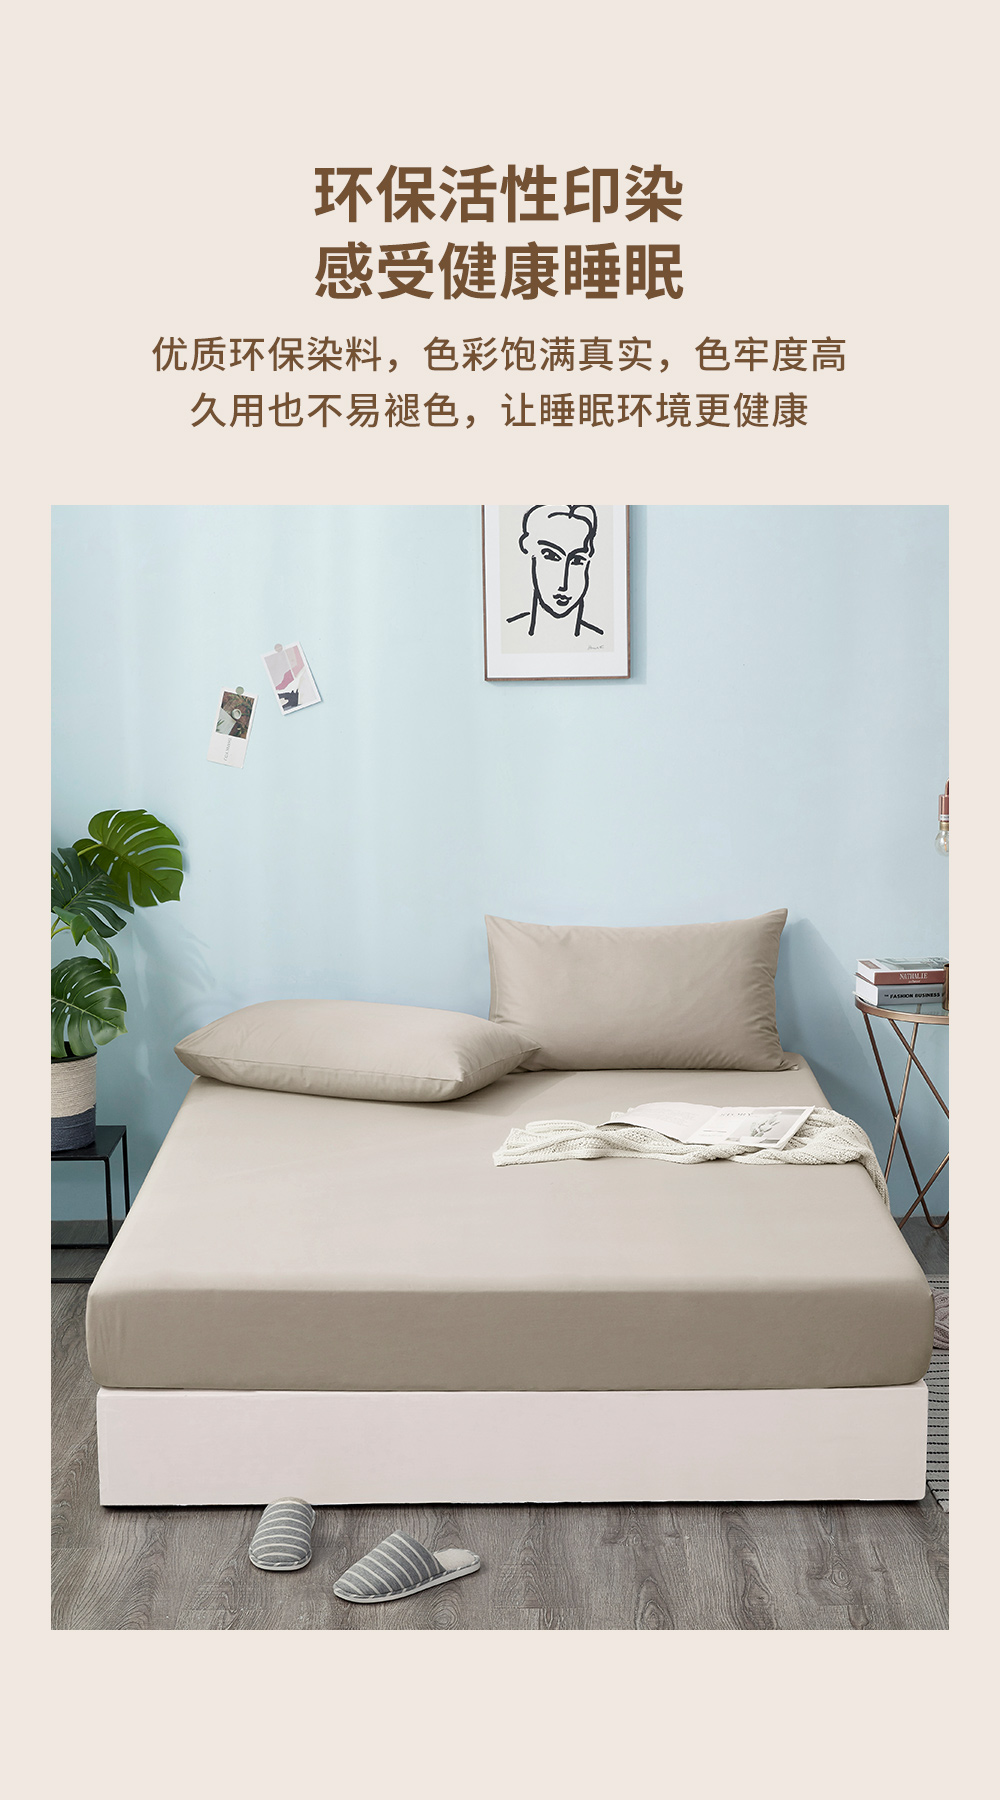 环保活性印染
感受健康睡眠
优质环保染料，色彩饱满真实，色牢度高
久用也不易褪色，让睡眠环境更健康
NATHALIE
FASHION BUSINESS